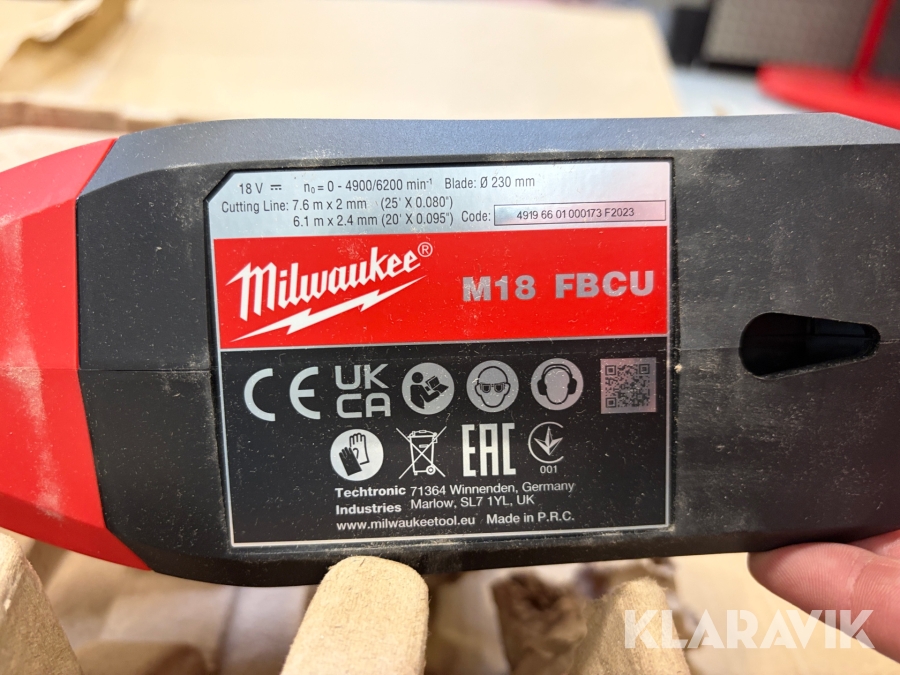 18 V ⎓ n₀ = 0 - 4900/6200 min⁻¹ Blade: Ø 230 mm
Cutting Line: 7.6 m x 2 mm (25' X 0.080")
6.1 m x 2.4 mm (20' X 0.095") Code: 4919 66 01 000173 F2023
Milwaukee®
M18 FBCU
CE
UK
CA
EAC
001
Techtronic 71364 Winnenden, Germany
Industries Marlow, SL7 1YL, UK
www.milwaukeetool.eu Made in P.R.C.
KLARAVIK